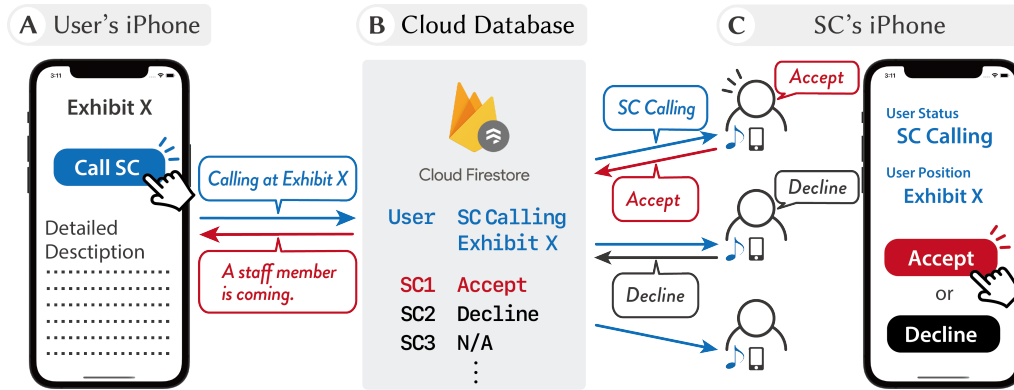 A User's iPhone
3:11
Exhibit X
Call SC
Detailed
Desctiption
Calling at Exhibit X
A staff member
is coming.
B Cloud Database
Cloud Firestore
User SC Calling
Exhibit X
SC1 Accept
SC2 Decline
SC3 N/A
C SC's iPhone
SC Calling
Accept
Accept
Decline
Decline
3:11
User Status
SC Calling
User Position
Exhibit X
Accept
or
Decline